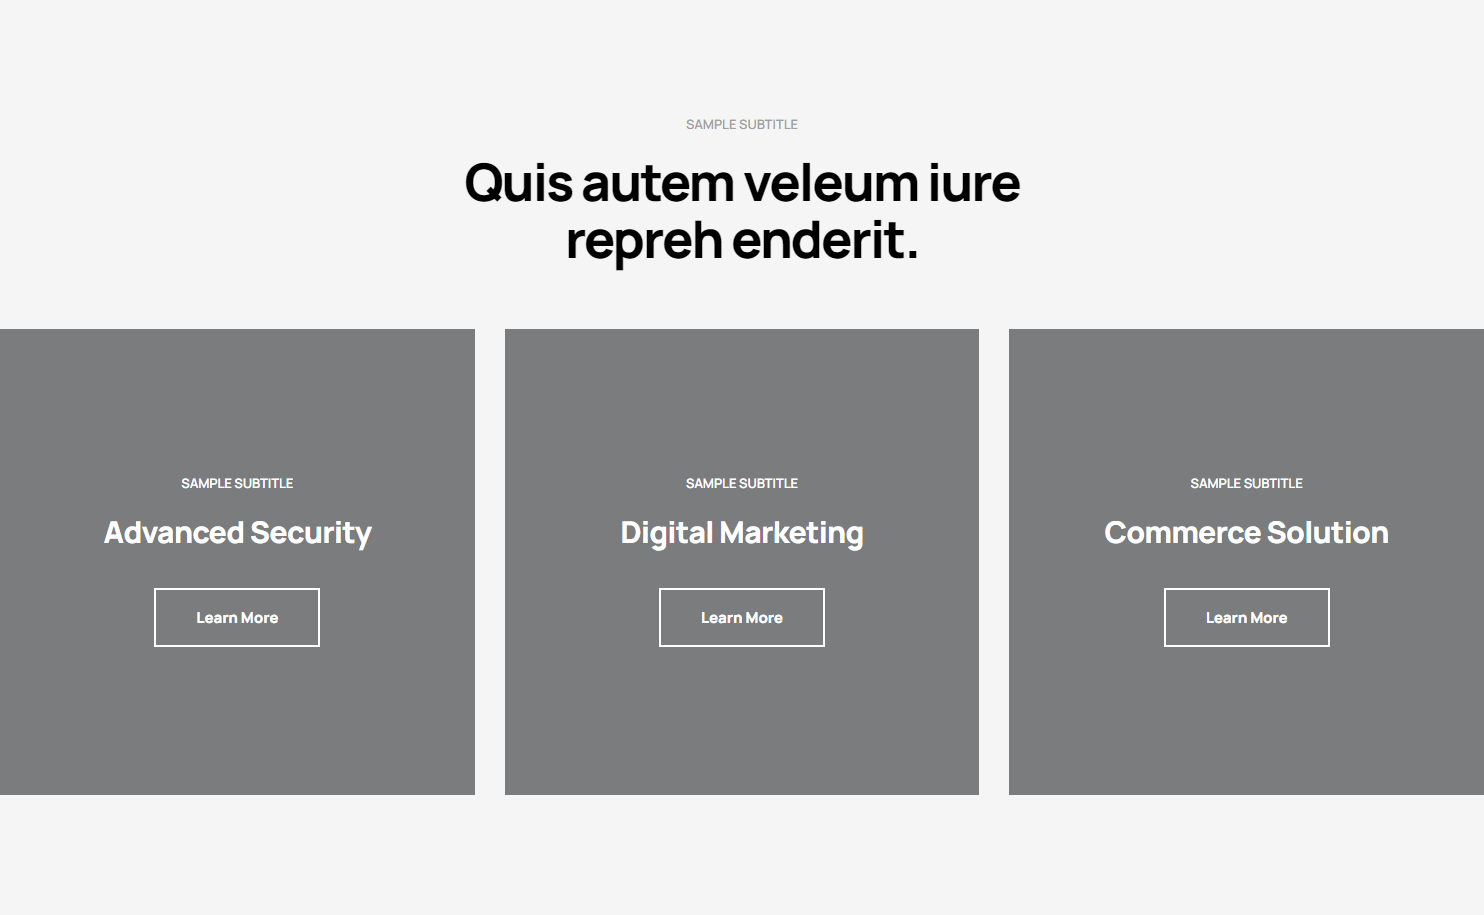 SAMPLE SUBTITLE
Quis autem veleum iure
repreh enderit.
SAMPLE SUBTITLE
Advanced Security
Learn More
SAMPLE SUBTITLE
Digital Marketing
Learn More
SAMPLE SUBTITLE
Commerce Solution
Learn More